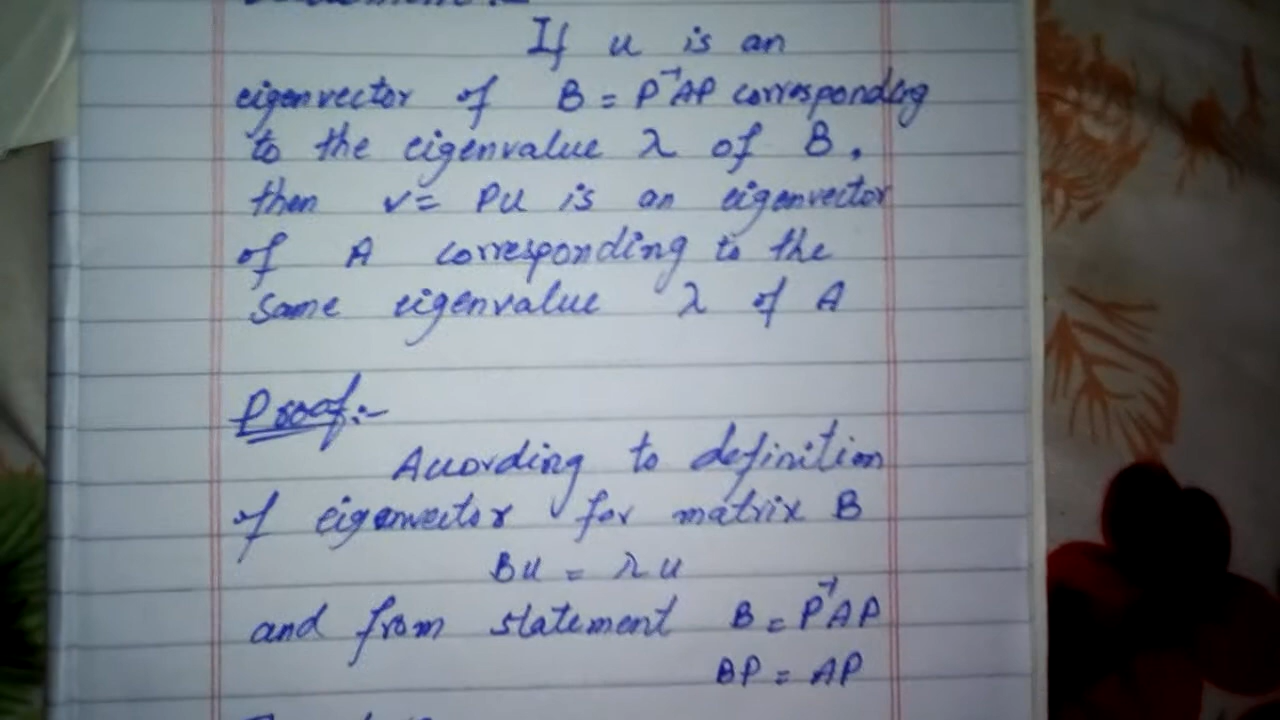 If u is an
eigenvector of B = P⁻¹AP corresponding
to the eigenvalue λ of B,
then v = Pu is an eigenvector
of A corresponding to the
same eigenvalue λ of A
Proof:-
According to definition
of eigenvector for matrix B
Bu = λu
and from statement B = P⁻¹AP
BP = AP